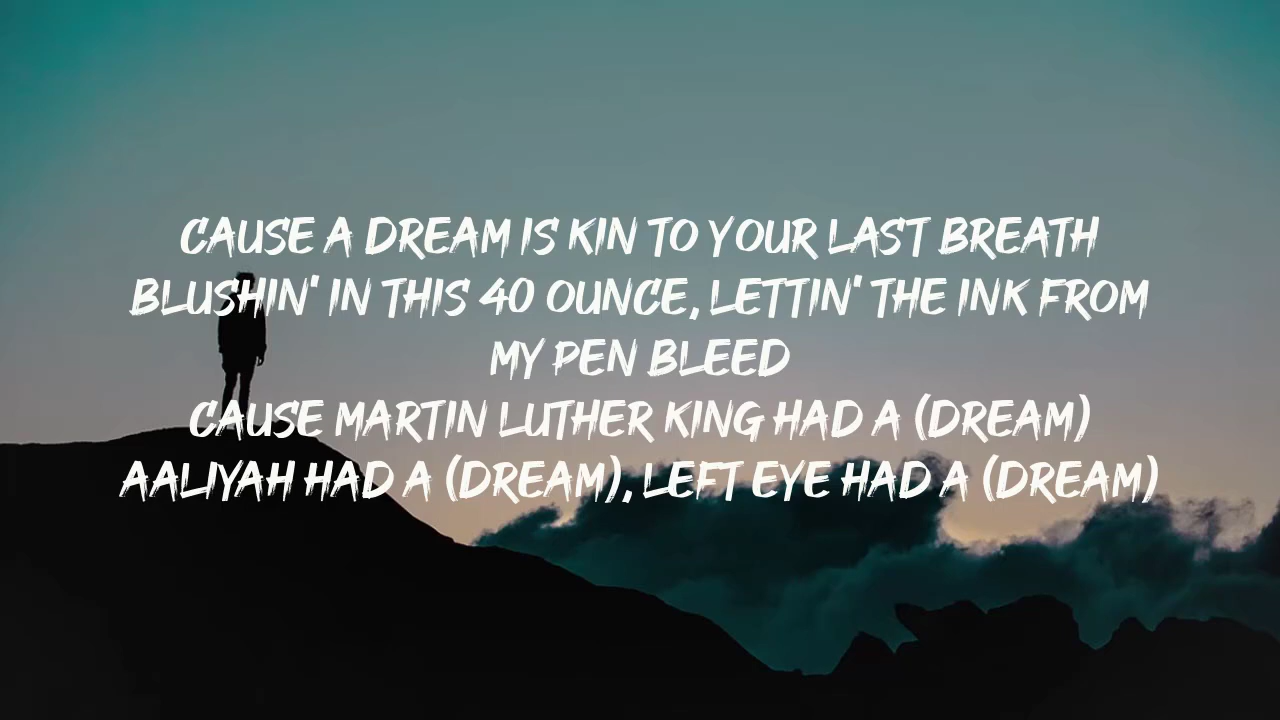 CAUSE A DREAM IS KIN TO YOUR LAST BREATH
BLUSHIN' IN THIS 40 OUNCE, LETTIN' THE INK FROM
MY PEN BLEED
CAUSE MARTIN LUTHER KING HAD A (DREAM)
AALIYAH HAD A (DREAM), LEFT EYE HAD A (DREAM)